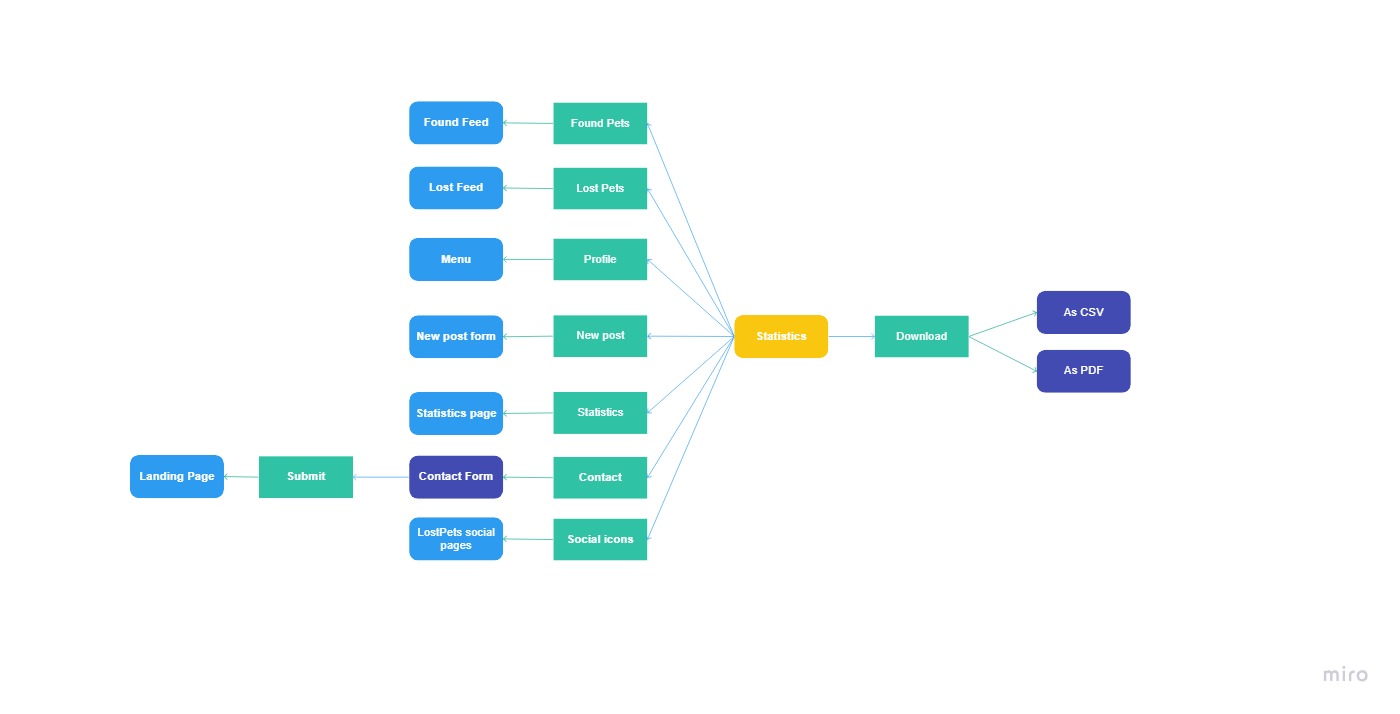 Found Feed
Found Pets
Lost Feed
Lost Pets
Menu
Profile
As CSV
New post form
New post
Statistics
Download
As PDF
Statistics page
Statistics
Landing Page
Submit
Contact Form
Contact
LostPets social
pages
Social icons
miro